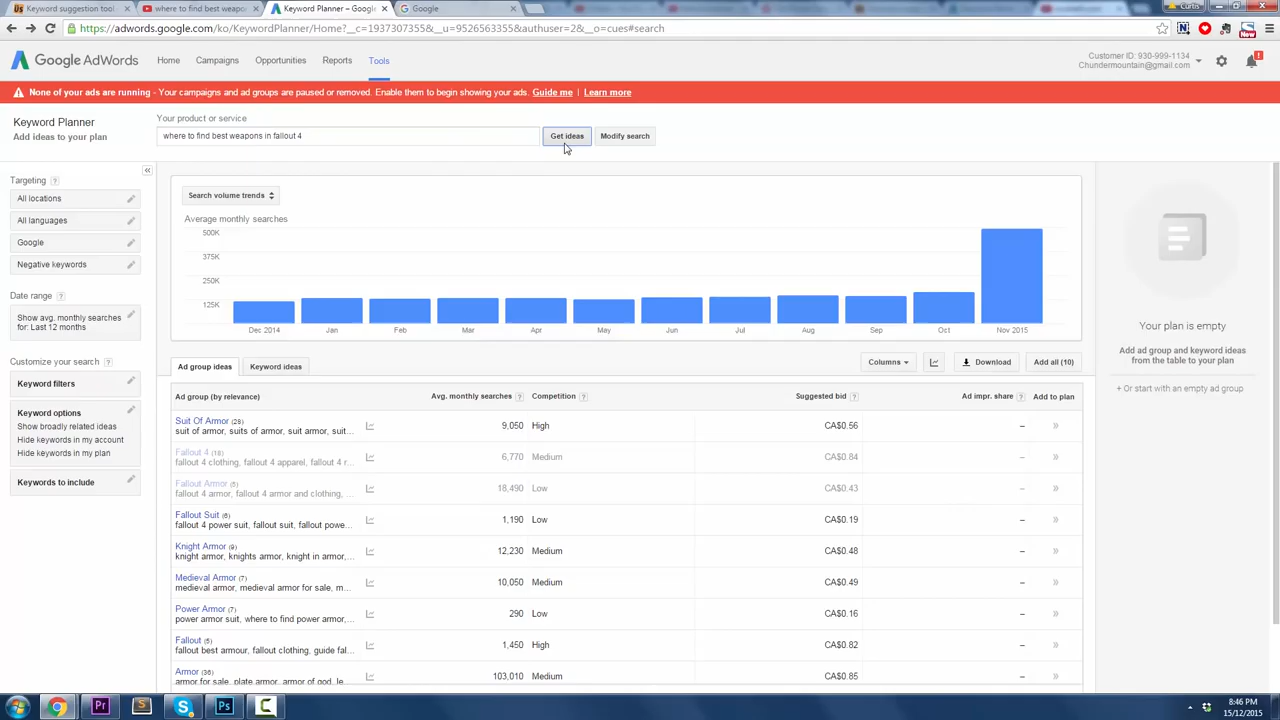 Keyword suggestion tool
where to find best weapon
Keyword Planner – Googl
Google
Curtis
https://adwords.google.com/ko/KeywordPlanner/Home?__c=1937307355&__u=9526563355&authuser=2&__o=cues#search
New
Google AdWords
Home
Campaigns
Opportunities
Reports
Tools
Customer ID: 930-999-1134
Chundermountain@gmail.com
None of your ads are running - Your campaigns and ad groups are paused or removed. Enable them to begin showing your ads. Guide me | Learn more
Keyword Planner
Add ideas to your plan
Your product or service
where to find best weapons in fallout 4
Get ideas
Modify search
Targeting ?
All locations
All languages
Google
Negative keywords
Date range ?
Show avg. monthly searches
for: Last 12 months
Customize your search ?
Keyword filters
Keyword options
Show broadly related ideas
Hide keywords in my account
Hide keywords in my plan
Keywords to include
Search volume trends
Average monthly searches
500K
375K
250K
125K
Dec 2014 Jan Feb Mar Apr May Jun Jul Aug Sep Oct Nov 2015
Ad group ideas
Keyword ideas
Columns
Download
Add all (10)
Ad group (by relevance) Avg. monthly searches ? Competition ? Suggested bid ? Ad impr. share ? Add to plan
Suit Of Armor (28)
suit of armor, suits of armor, suit armor, suit... 9,050 High CA$0.56 – »
Fallout 4 (16)
fallout 4 clothing, fallout 4 apparel, fallout 4 r... 6,770 Medium CA$0.84 – »
Fallout Armor (5)
fallout 4 armor, fallout 4 armor and clothing, ... 18,490 Low CA$0.43 – »
Fallout Suit (6)
fallout 4 power suit, fallout suit, fallout powe... 1,190 Low CA$0.19 – »
Knight Armor (9)
knight armor, knights armor, knight in armor, ... 12,230 Medium CA$0.48 – »
Medieval Armor (7)
medieval armor, medieval armor for sale, m... 10,050 Medium CA$0.49 – »
Power Armor (7)
power armor suit, where to find power armor,... 290 Low CA$0.16 – »
Fallout (5)
fallout best armour, fallout clothing, guide fal... 1,450 High CA$0.82 – »
Armor (36)
armor for sale, plate armor, armor of god, le... 103,010 Medium CA$0.85 – »
Your plan is empty
Add ad group and keyword ideas
from the table to your plan
+ Or start with an empty ad group
8:46 PM
15/12/2015